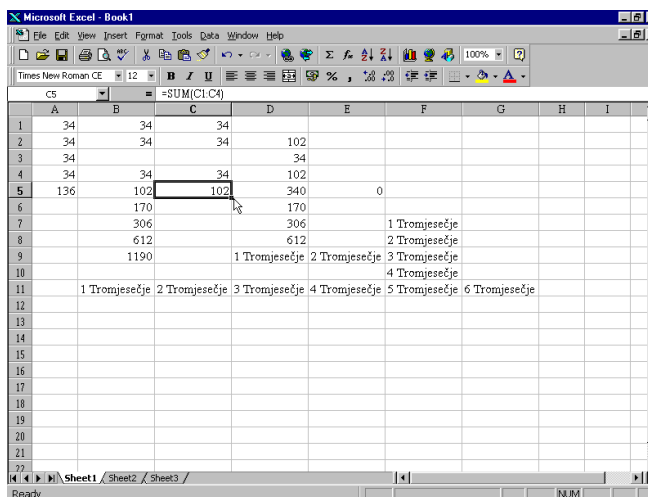 Microsoft Excel - Book1
File Edit View Insert Format Tools Data Window Help
100%
Times New Roman CE 12 B I U % ,
C5 = =SUM(C1:C4)
A B C D E F G H I
1 34 34 34
2 34 34 34 102
3 34 34
4 34 34 34 102
5 136 102 102 340 0
6 170 170
7 306 306 1 Tromjesečje
8 612 612 2 Tromjesečje
9 1190 1 Tromjesečje 2 Tromjesečje 3 Tromjesečje
10 4 Tromjesečje
11 1 Tromjesečje 2 Tromjesečje 3 Tromjesečje 4 Tromjesečje 5 Tromjesečje 6 Tromjesečje
12
13
14
15
16
17
18
19
20
21
22
Sheet1 Sheet2 Sheet3
Ready NUM